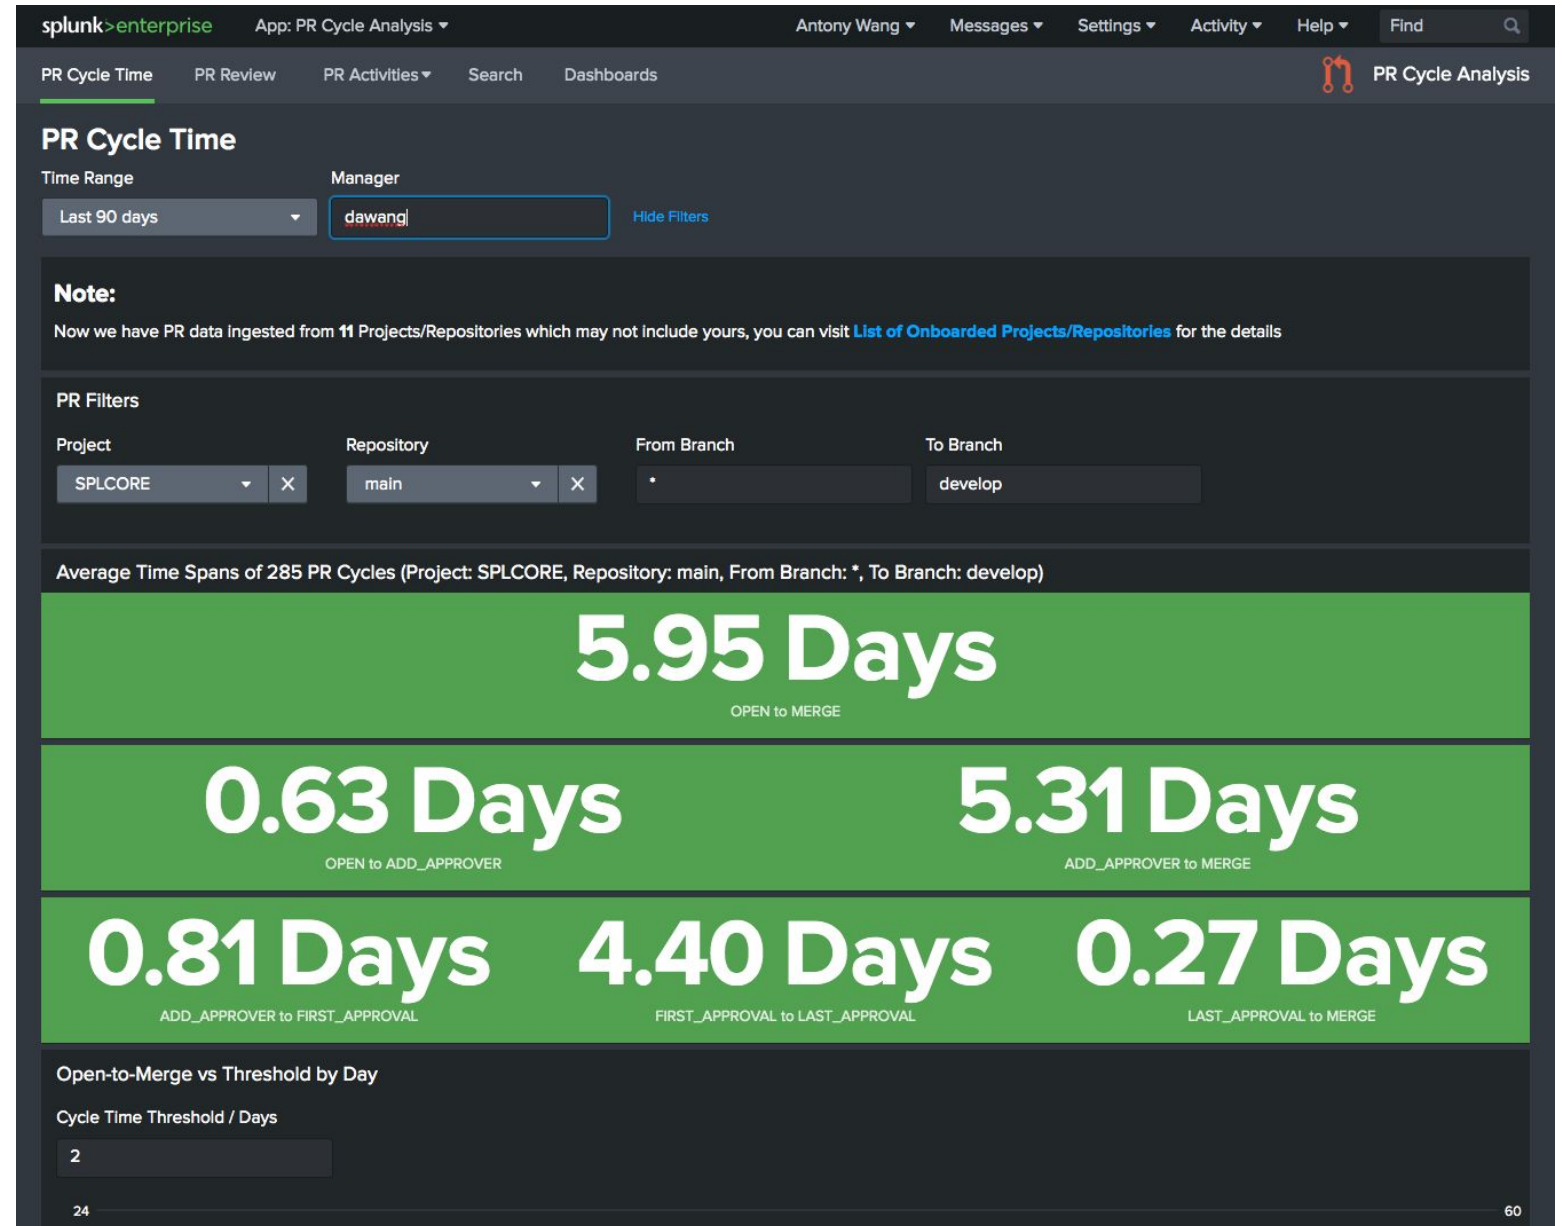 splunk>enterprise App: PR Cycle Analysis Antony Wang Messages Settings Activity Help Find
PR Cycle Time PR Review PR Activities Search Dashboards PR Cycle Analysis
PR Cycle Time
Time Range Manager
Last 90 days dawang Hide Filters
Note:
Now we have PR data ingested from 11 Projects/Repositories which may not include yours, you can visit List of Onboarded Projects/Repositories for the details
PR Filters
Project Repository From Branch To Branch
SPLCORE main * develop
Average Time Spans of 285 PR Cycles (Project: SPLCORE, Repository: main, From Branch: *, To Branch: develop)
5.95 Days
OPEN to MERGE
0.63 Days 5.31 Days
OPEN to ADD_APPROVER ADD_APPROVER to MERGE
0.81 Days 4.40 Days 0.27 Days
ADD_APPROVER to FIRST_APPROVAL FIRST_APPROVAL to LAST_APPROVAL LAST_APPROVAL to MERGE
Open-to-Merge vs Threshold by Day
Cycle Time Threshold / Days
2
24 60